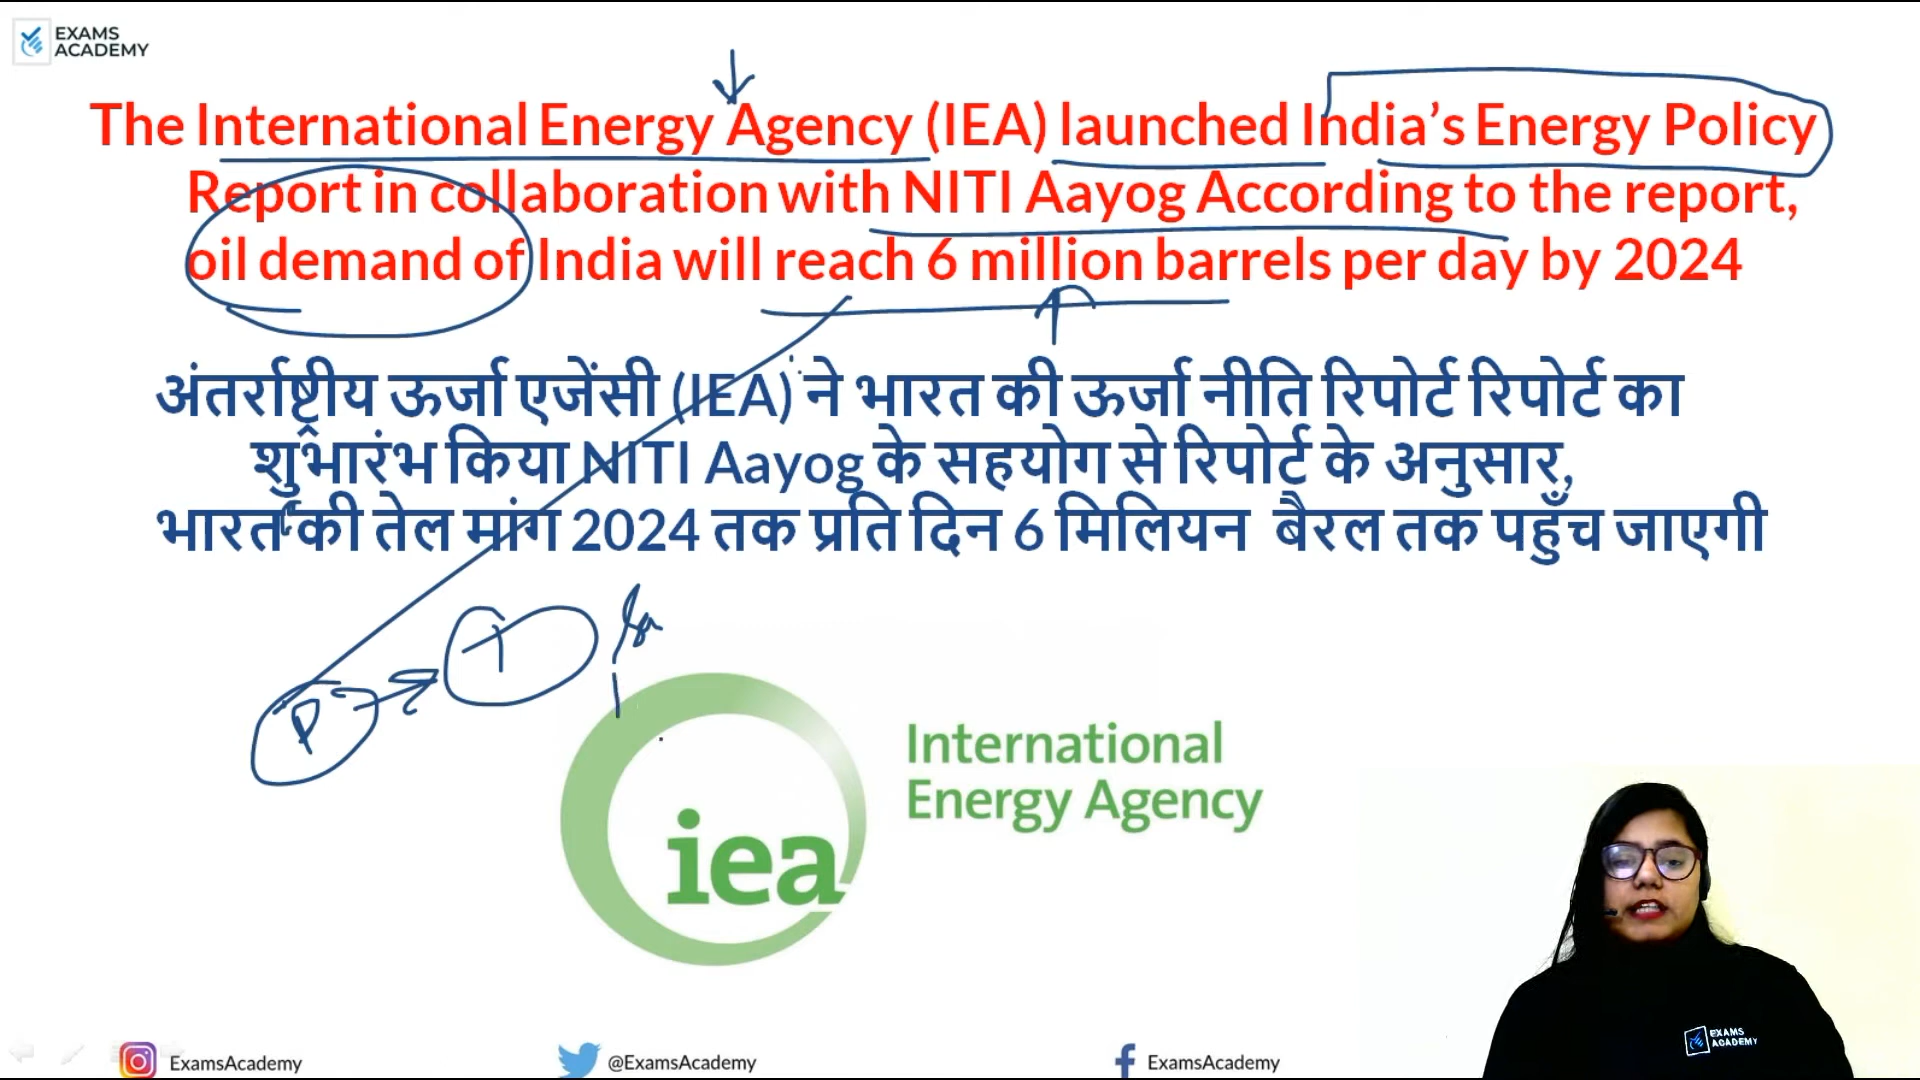 EXAMS
ACADEMY
The International Energy Agency (IEA) launched India's Energy Policy
Report in collaboration with NITI Aayog According to the report,
oil demand of India will reach 6 million barrels per day by 2024
अंतर्राष्ट्रीय ऊर्जा एजेंसी (IEA) ने भारत की ऊर्जा नीति रिपोर्ट रिपोर्ट का
शुभारंभ किया NITI Aayog के सहयोग से रिपोर्ट के अनुसार,
भारत की तेल मांग 2024 तक प्रति दिन 6 मिलियन बैरल तक पहुँच जाएगी
P
T
iea
International
Energy Agency
EXAMS
ACADEMY
ExamsAcademy
@ExamsAcademy
ExamsAcademy